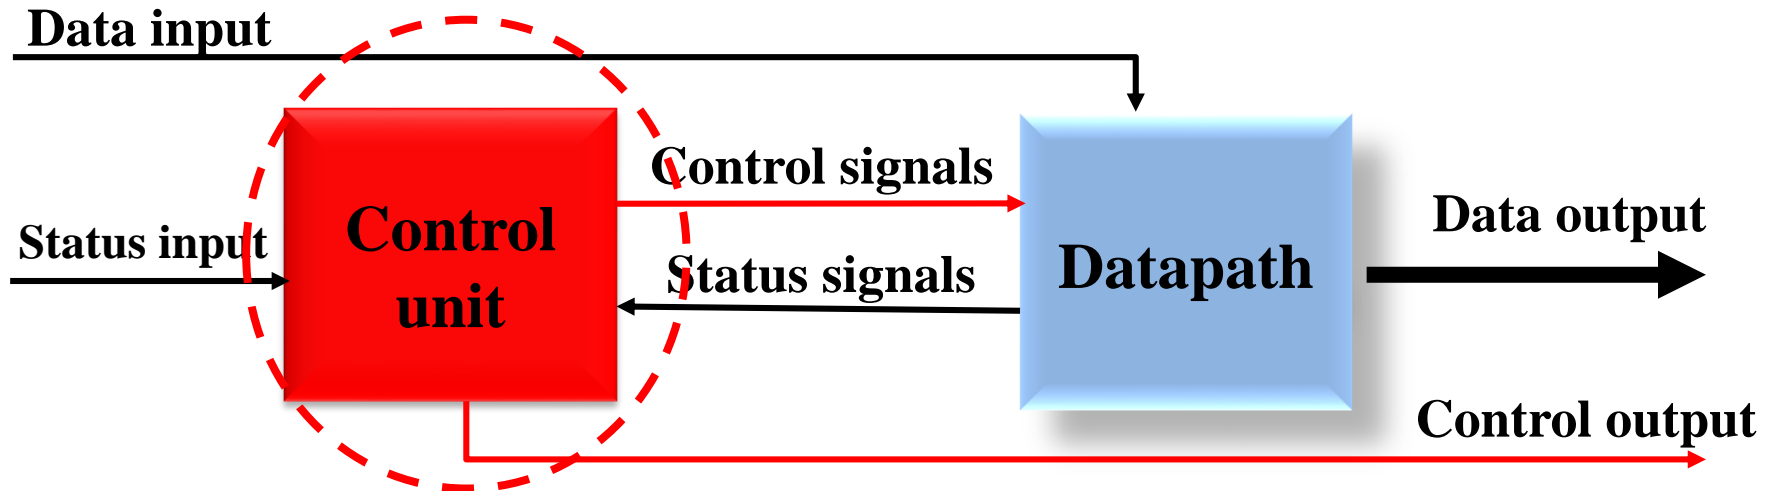 Data input
Control signals
Status input
Control
unit
Status signals
Datapath
Data output
Control output